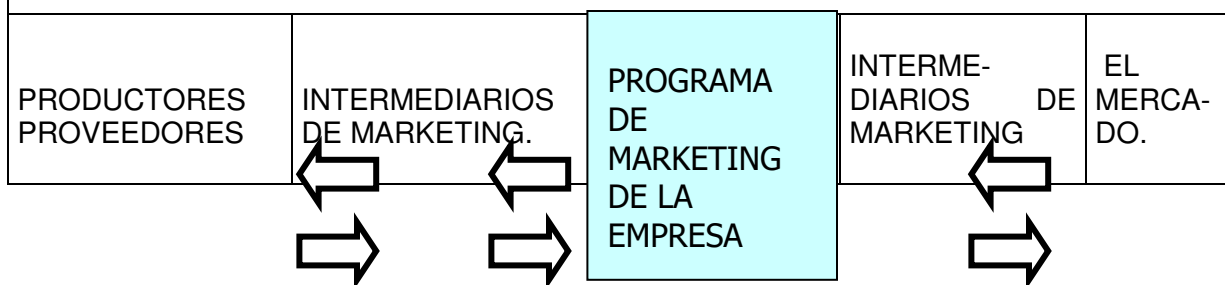 PRODUCTORES
PROVEEDORES
INTERMEDIARIOS
DE MARKETING.
PROGRAMA
DE
MARKETING
DE LA
EMPRESA
INTERME-
DIARIOS DE
MARKETING
EL
MERCA-
DO.